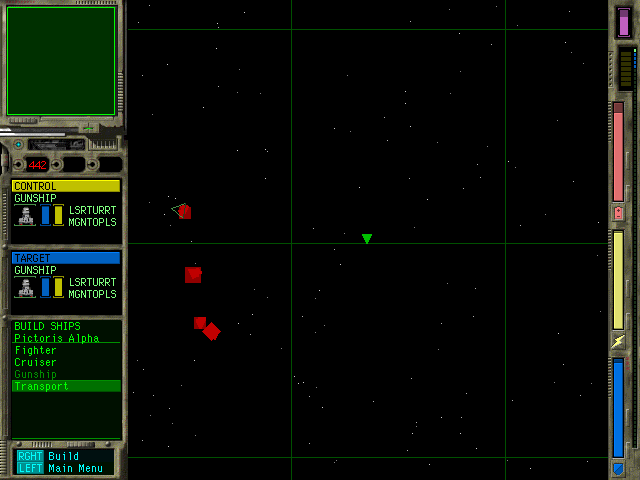 442
CONTROL
GUNSHIP
LSRTURRT
MGNTOPLS
TARGET
GUNSHIP
LSRTURRT
MGNTOPLS
BUILD SHIPS
Pictoris Alpha
Fighter
Cruiser
Gunship
Transport
RGHT Build
LEFT Main Menu